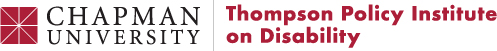 CHAPMAN
UNIVERSITY
Thompson Policy Institute
on Disability